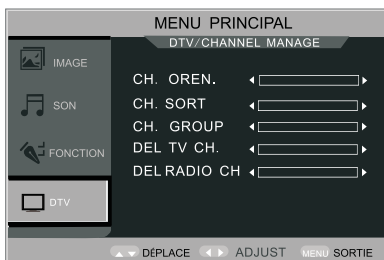 MENU PRINCIPAL
DTV/CHANNEL MANAGE
IMAGE
SON
FONCTION
DTV
CH. OREN.
CH. SORT
CH. GROUP
DEL TV CH.
DEL RADIO CH
DÉPLACE ADJUST MENU SORTIE